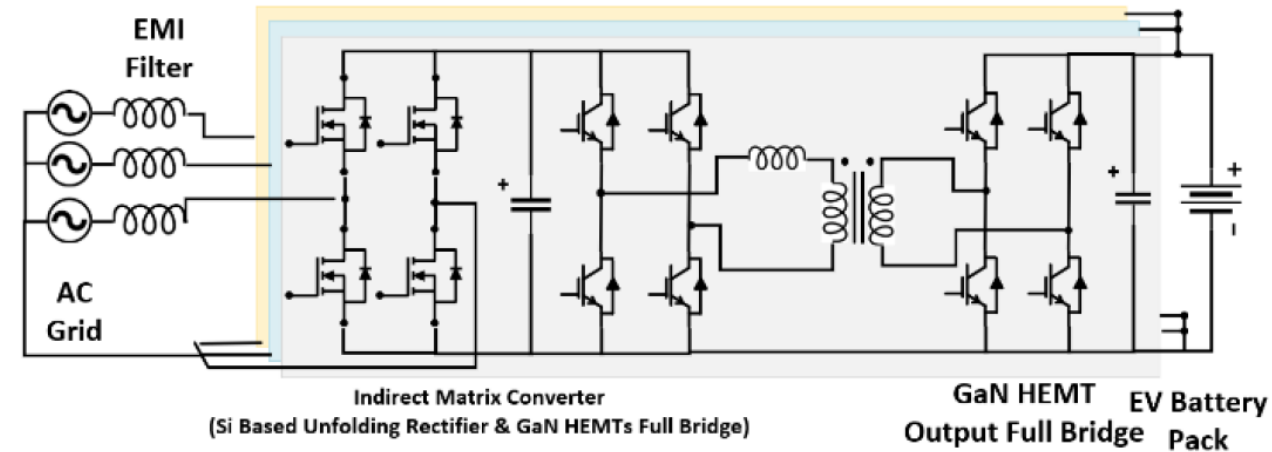 EMI
Filter
AC
Grid
+
+
+
−
Indirect Matrix Converter
(Si Based Unfolding Rectifier & GaN HEMTs Full Bridge)
GaN HEMT
Output Full Bridge
EV Battery
Pack